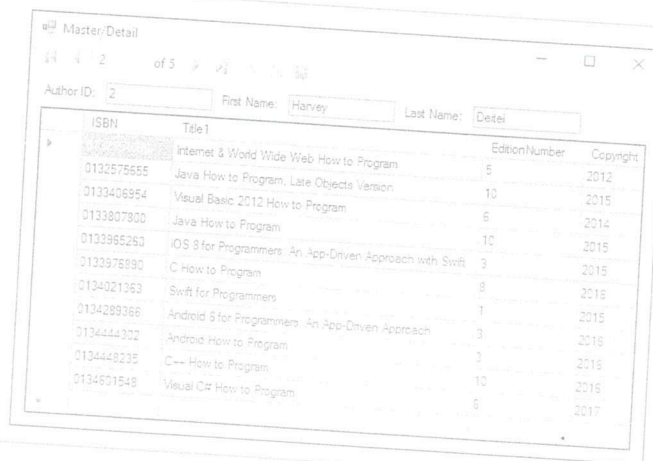 Master/Detail
2 of 5
Author ID: 2 First Name: Harvey Last Name: Deitel
ISBN Title1 EditionNumber Copyright
Internet & World Wide Web How to Program 5 2012
0132575655 Java How to Program, Late Objects Version 10 2015
0133406954 Visual Basic 2012 How to Program 6 2014
0133807800 Java How to Program 10 2015
0133965260 iOS 8 for Programmers: An App-Driven Approach with Swift 3 2015
0133976890 C How to Program 8 2016
0134021363 Swift for Programmers 1 2015
0134289366 Android 6 for Programmers: An App-Driven Approach 3 2016
0134444302 Android How to Program 3 2016
0134448235 C++ How to Program 10 2016
0134601548 Visual C# How to Program 6 2017